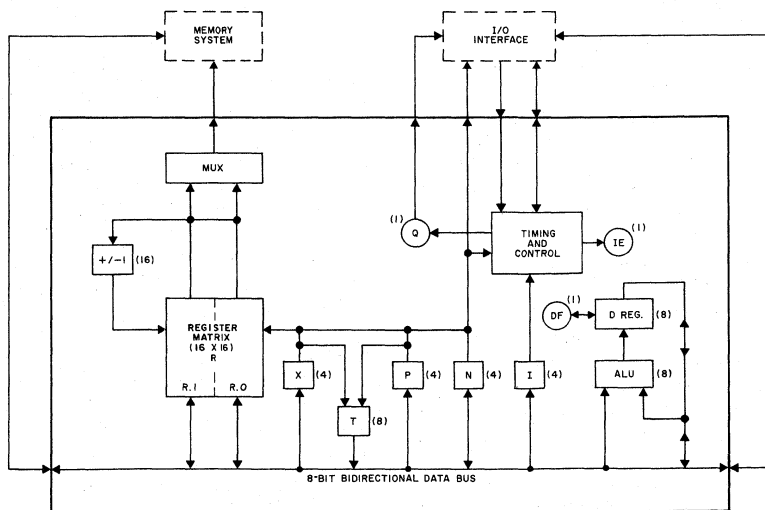 MEMORY
SYSTEM
I/O
INTERFACE
MUX
+/−1
(16)
(1)
Q
TIMING
AND
CONTROL
IE
(1)
REGISTER
MATRIX
(16 X 16)
R
R.1
R.0
DF
(1)
D REG.
(8)
X
(4)
P
(4)
N
(4)
I
(4)
ALU
(8)
T
(8)
8-BIT BIDIRECTIONAL DATA BUS